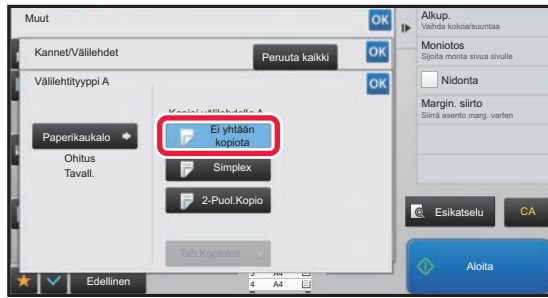 Muut
OK
Kannet/Välilehdet
Peruuta kaikki
OK
Välilehtityyppi A
OK
Kopioi välilehdelle A
Paperikaukalo
Ohitus
Tavall.
Ei yhtään
kopiota
Simplex
2-Puol.Kopio
Tab Kopiointi
Edellinen
3 A4
4 A4
Alkup.
Vaihda kokoa/suuntaa
Moniotos
Sijoita monta sivua sivulle
Nidonta
Margin. siirto
Siirrä asento marg. varten
Esikatselu
CA
Aloita